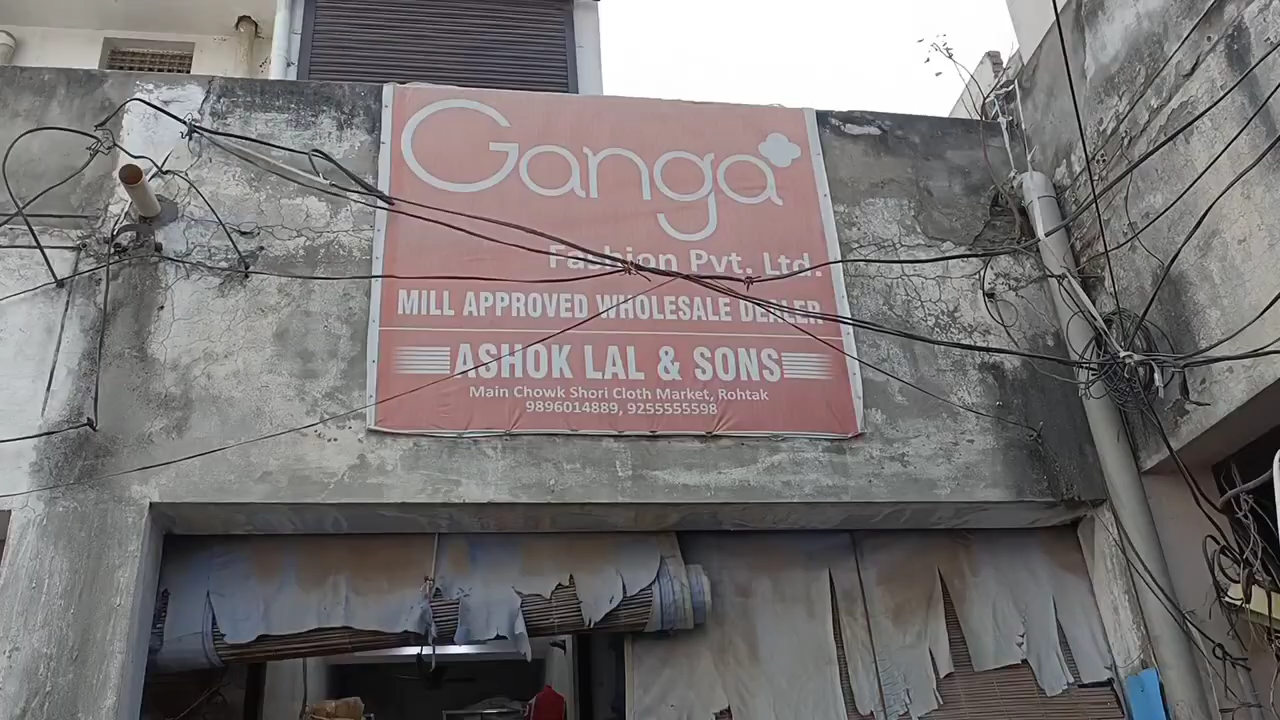 Ganga
Fashion Pvt. Ltd.
MILL APPROVED WHOLESALE DEALER
ASHOK LAL & SONS
Main Chowk Shori Cloth Market, Rohtak
9896014889, 9255555598